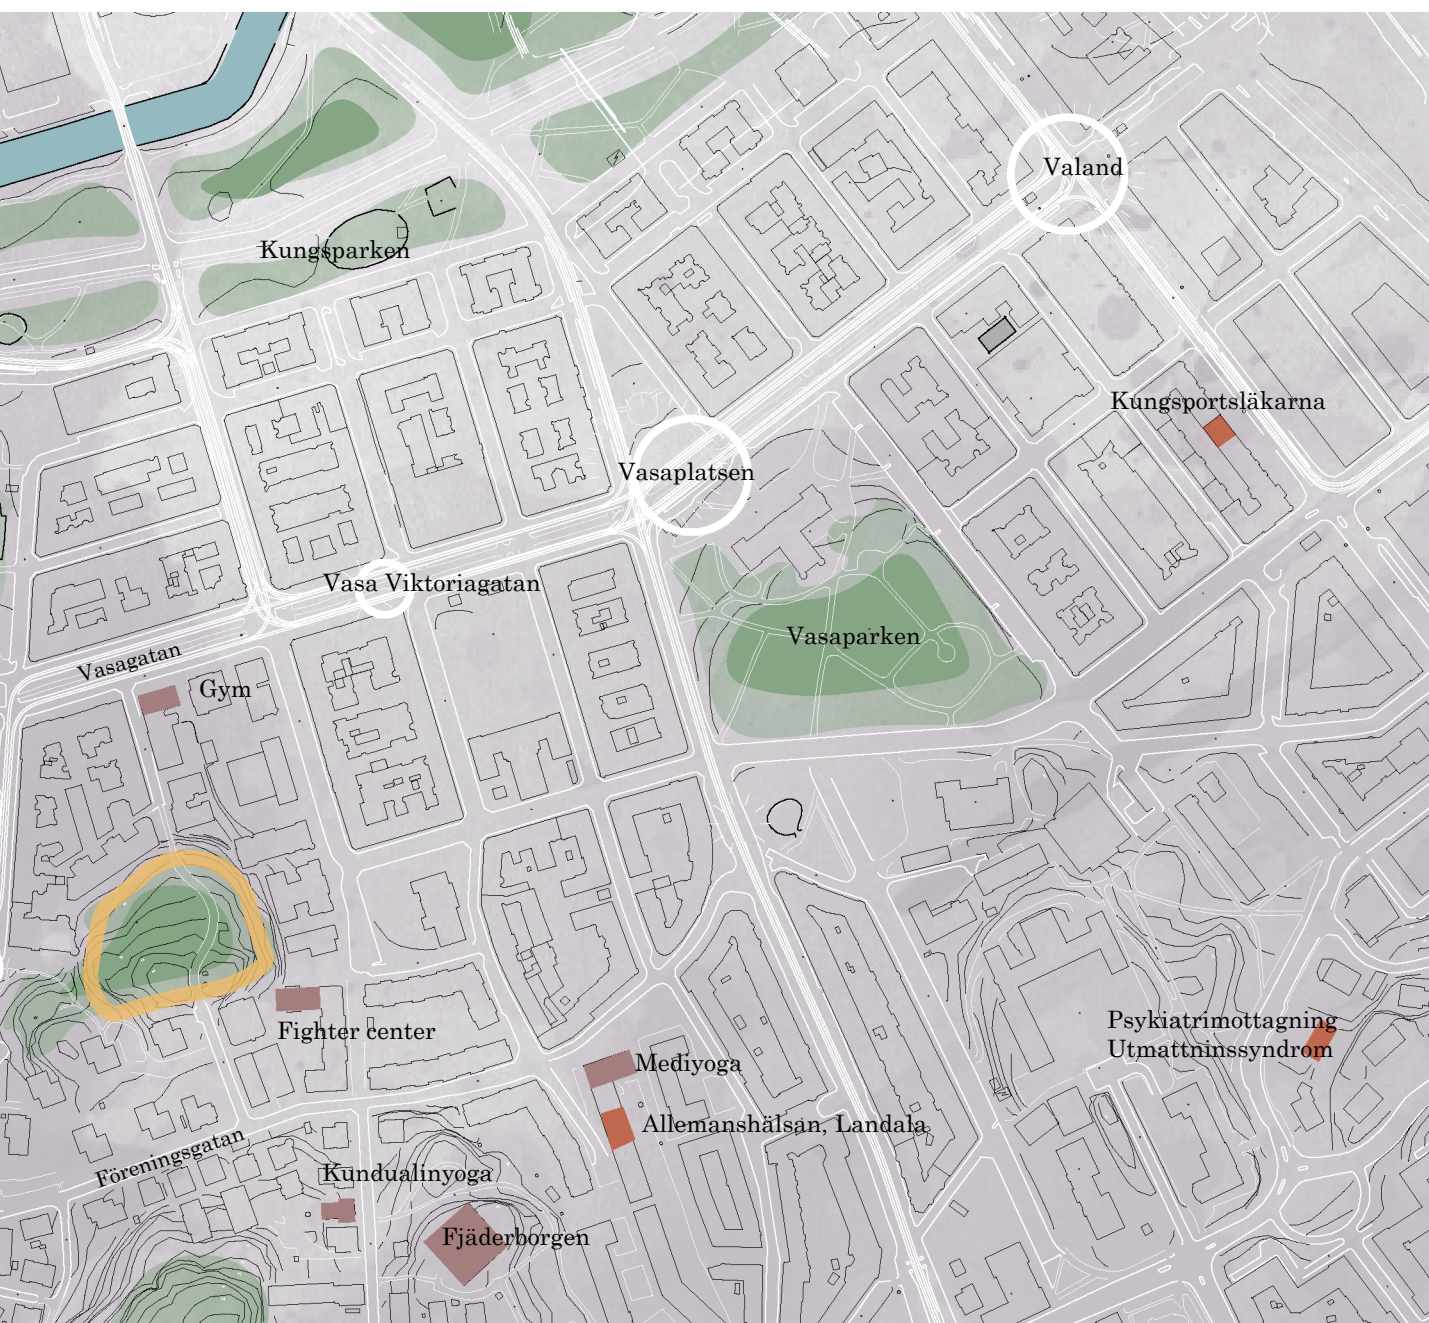 Valand
Kungsparken
Kungsportsläkarna
Vasaplatsen
Vasa Viktoriagatan
Vasaparken
Vasagatan
Gym
Psykiatrimottagning
Utmattninssyndrom
Fighter center
Mediyoga
Allemanshälsan, Landala
Föreningsgatan
Kundualinyoga
Fjäderborgen